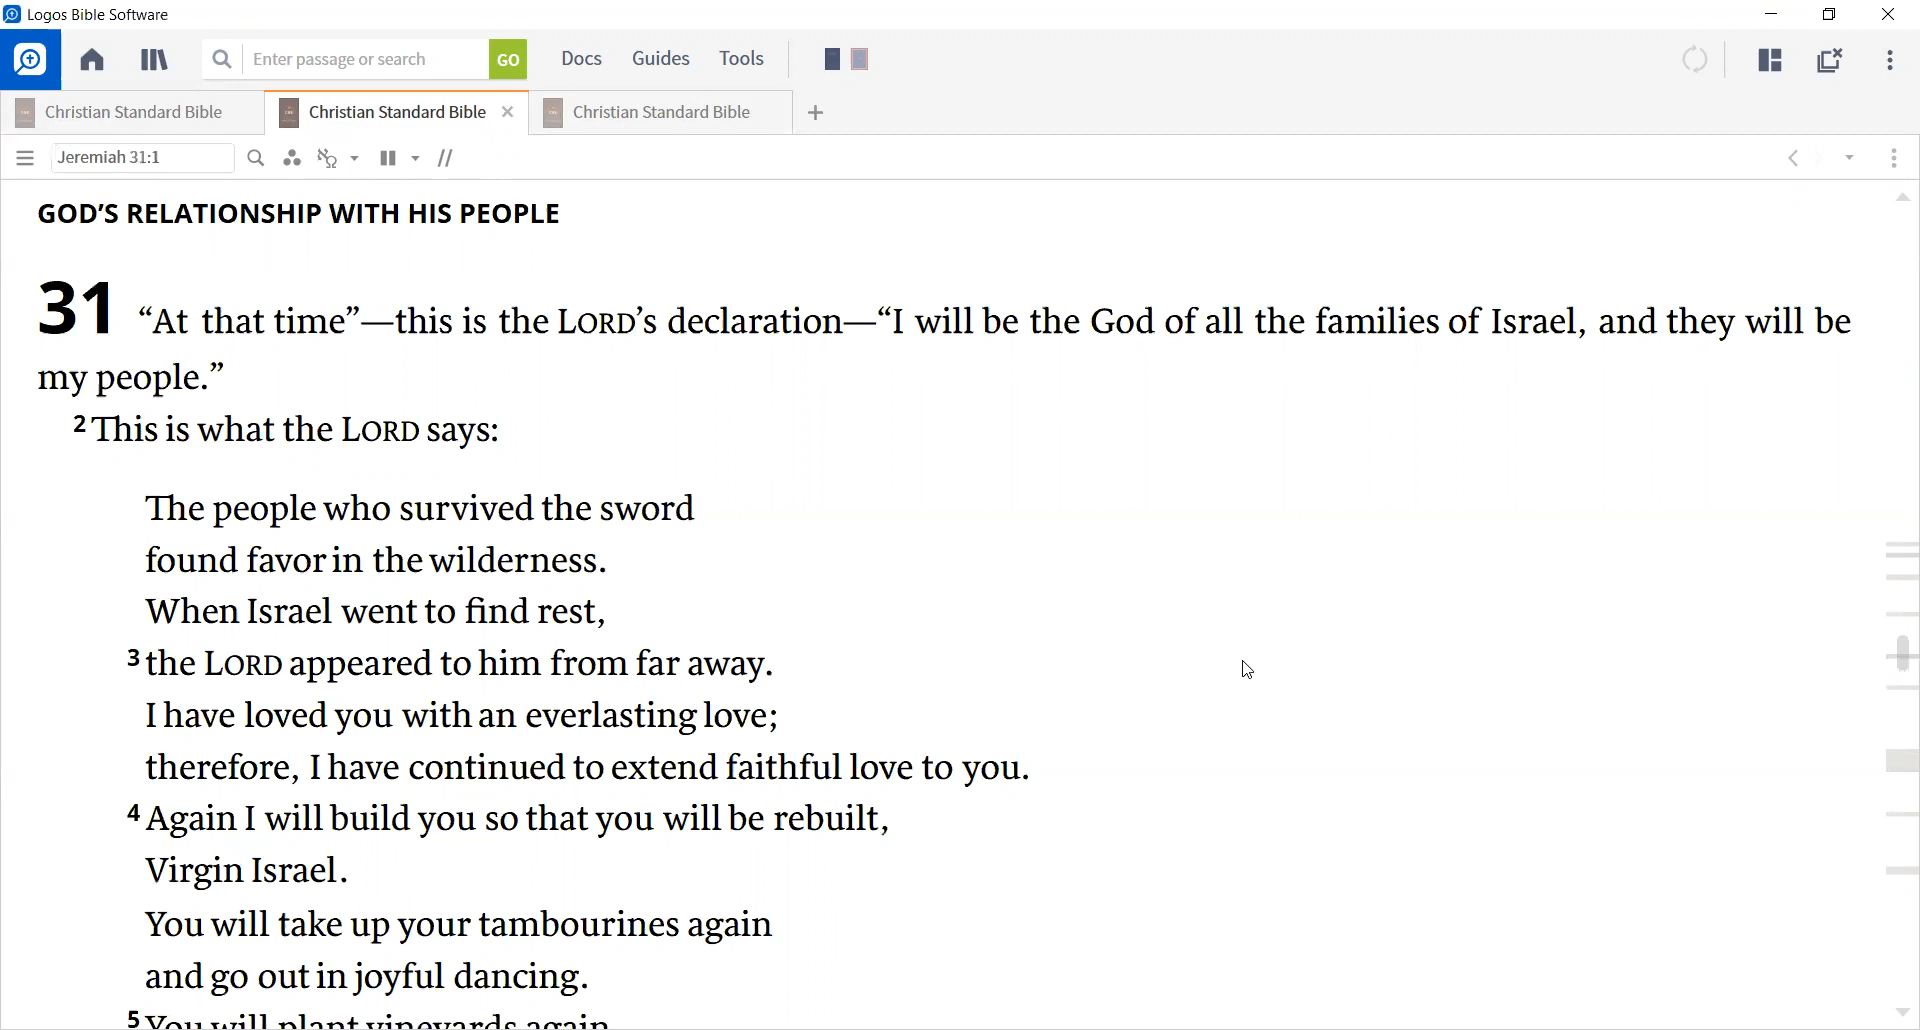 Logos Bible Software
Enter passage or search GO Docs Guides Tools
Christian Standard Bible Christian Standard Bible Christian Standard Bible
Jeremiah 31:1
GOD’S RELATIONSHIP WITH HIS PEOPLE
31 “At that time”—this is the LORD’s declaration—“I will be the God of all the families of Israel, and they will be
my people.”
2 This is what the LORD says:
The people who survived the sword
found favor in the wilderness.
When Israel went to find rest,
3 the LORD appeared to him from far away.
I have loved you with an everlasting love;
therefore, I have continued to extend faithful love to you.
4 Again I will build you so that you will be rebuilt,
Virgin Israel.
You will take up your tambourines again
and go out in joyful dancing.
5 You will plant vineyards again